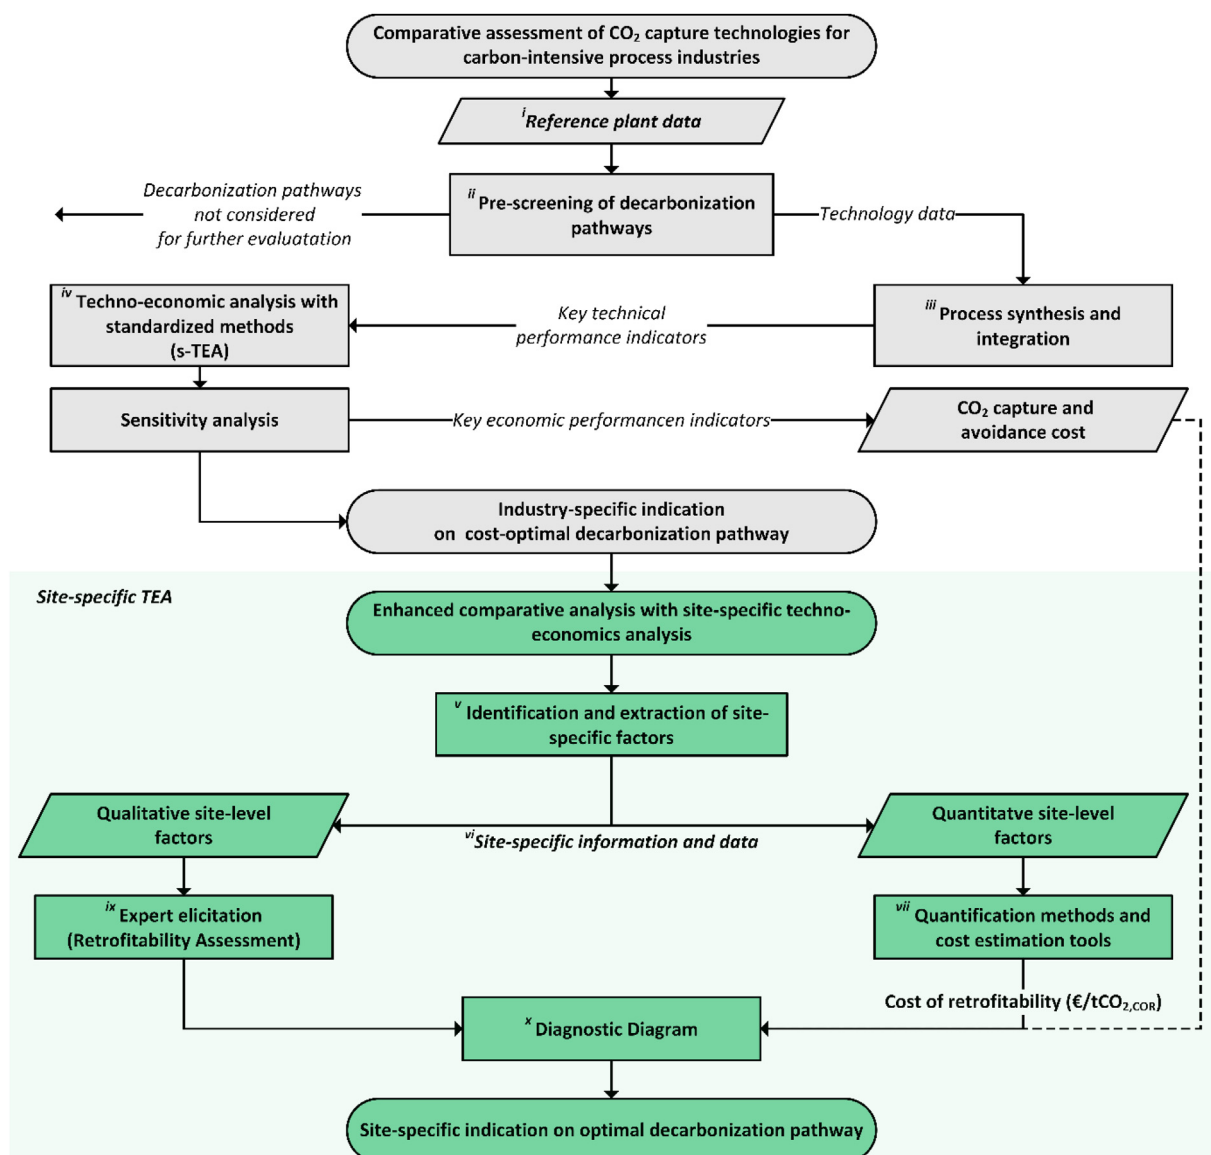 Comparative assessment of CO₂ capture technologies for
carbon-intensive process industries
i Reference plant data
Decarbonization pathways
not considered
for further evaluatation
ii Pre-screening of decarbonization
pathways
Technology data
iv Techno-economic analysis with
standardized methods
(s-TEA)
Key technical
performance indicators
iii Process synthesis and
integration
Sensitivity analysis
Key economic performancen indicators
CO₂ capture and
avoidance cost
Industry-specific indication
on cost-optimal decarbonization pathway
Site-specific TEA
Enhanced comparative analysis with site-specific techno-
economics analysis
v Identification and extraction of site-
specific factors
Qualitative site-level
factors
vi Site-specific information and data
Quantitatve site-level
factors
ix Expert elicitation
(Retrofitability Assessment)
vii Quantification methods and
cost estimation tools
Cost of retrofitability (€/tCO₂,COR)
x Diagnostic Diagram
Site-specific indication on optimal decarbonization pathway